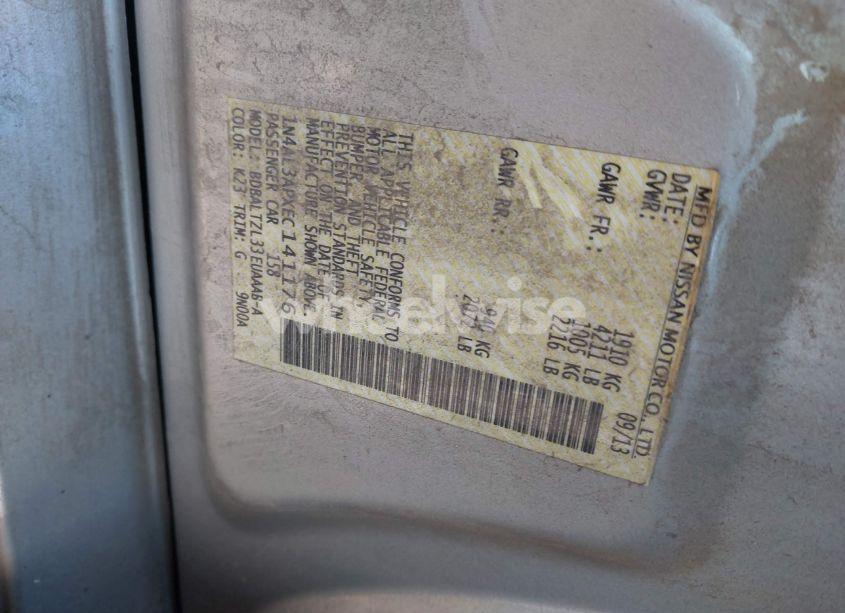 MFD BY NISSAN MOTOR CO., LTD.
DATE: 09/13
GVWR: 1910 KG
4211 LB
GAWR FR.: 1005 KG
2216 LB
GAWR RR.: 940 KG
LB
THIS VEHICLE CONFORMS TO
ALL APPLICABLE FEDERAL
MOTOR VEHICLE SAFETY,
BUMPER AND THEFT
PREVENTION STANDARDS IN
EFFECT ON THE DATE OF
MANUFACTURE SHOWN ABOVE.
1N4AL3APXEC141176
PASSENGER CAR 158
MODEL: BDRALTZL33EUAAAB-A
COLOR: K23 TRIM: G 9N00A
wheelwise